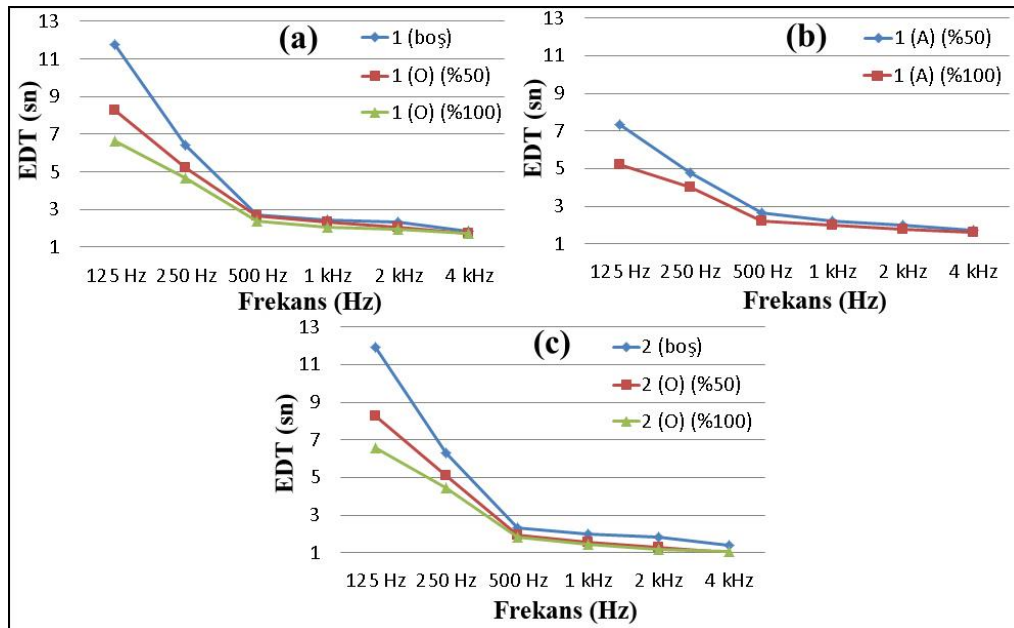 (a)
EDT (sn)
13
11
9
7
5
3
1
1 (boş)
1 (O) (%50)
1 (O) (%100)
125 Hz 250 Hz 500 Hz 1 kHz 2 kHz 4 kHz
Frekans (Hz)
(b)
EDT (sn)
13
11
9
7
5
3
1
1 (A) (%50)
1 (A) (%100)
125 Hz 250 Hz 500 Hz 1 kHz 2 kHz 4 kHz
Frekans (Hz)
(c)
EDT (sn)
13
11
9
7
5
3
1
2 (boş)
2 (O) (%50)
2 (O) (%100)
125 Hz 250 Hz 500 Hz 1 kHz 2 kHz 4 kHz
Frekans (Hz)